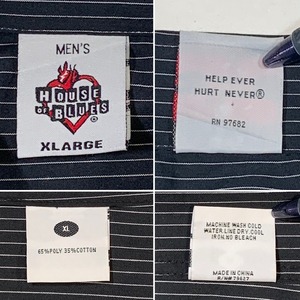 MEN'S
HOUSE
OF BLUES
XLARGE
HELP EVER
HURT NEVER®
RN 97682
XL
65%POLY 35%COTTON
MACHINE WASH COLD
WATER.LINE DRY.COOL
IRON.NO BLEACH
MADE IN CHINA